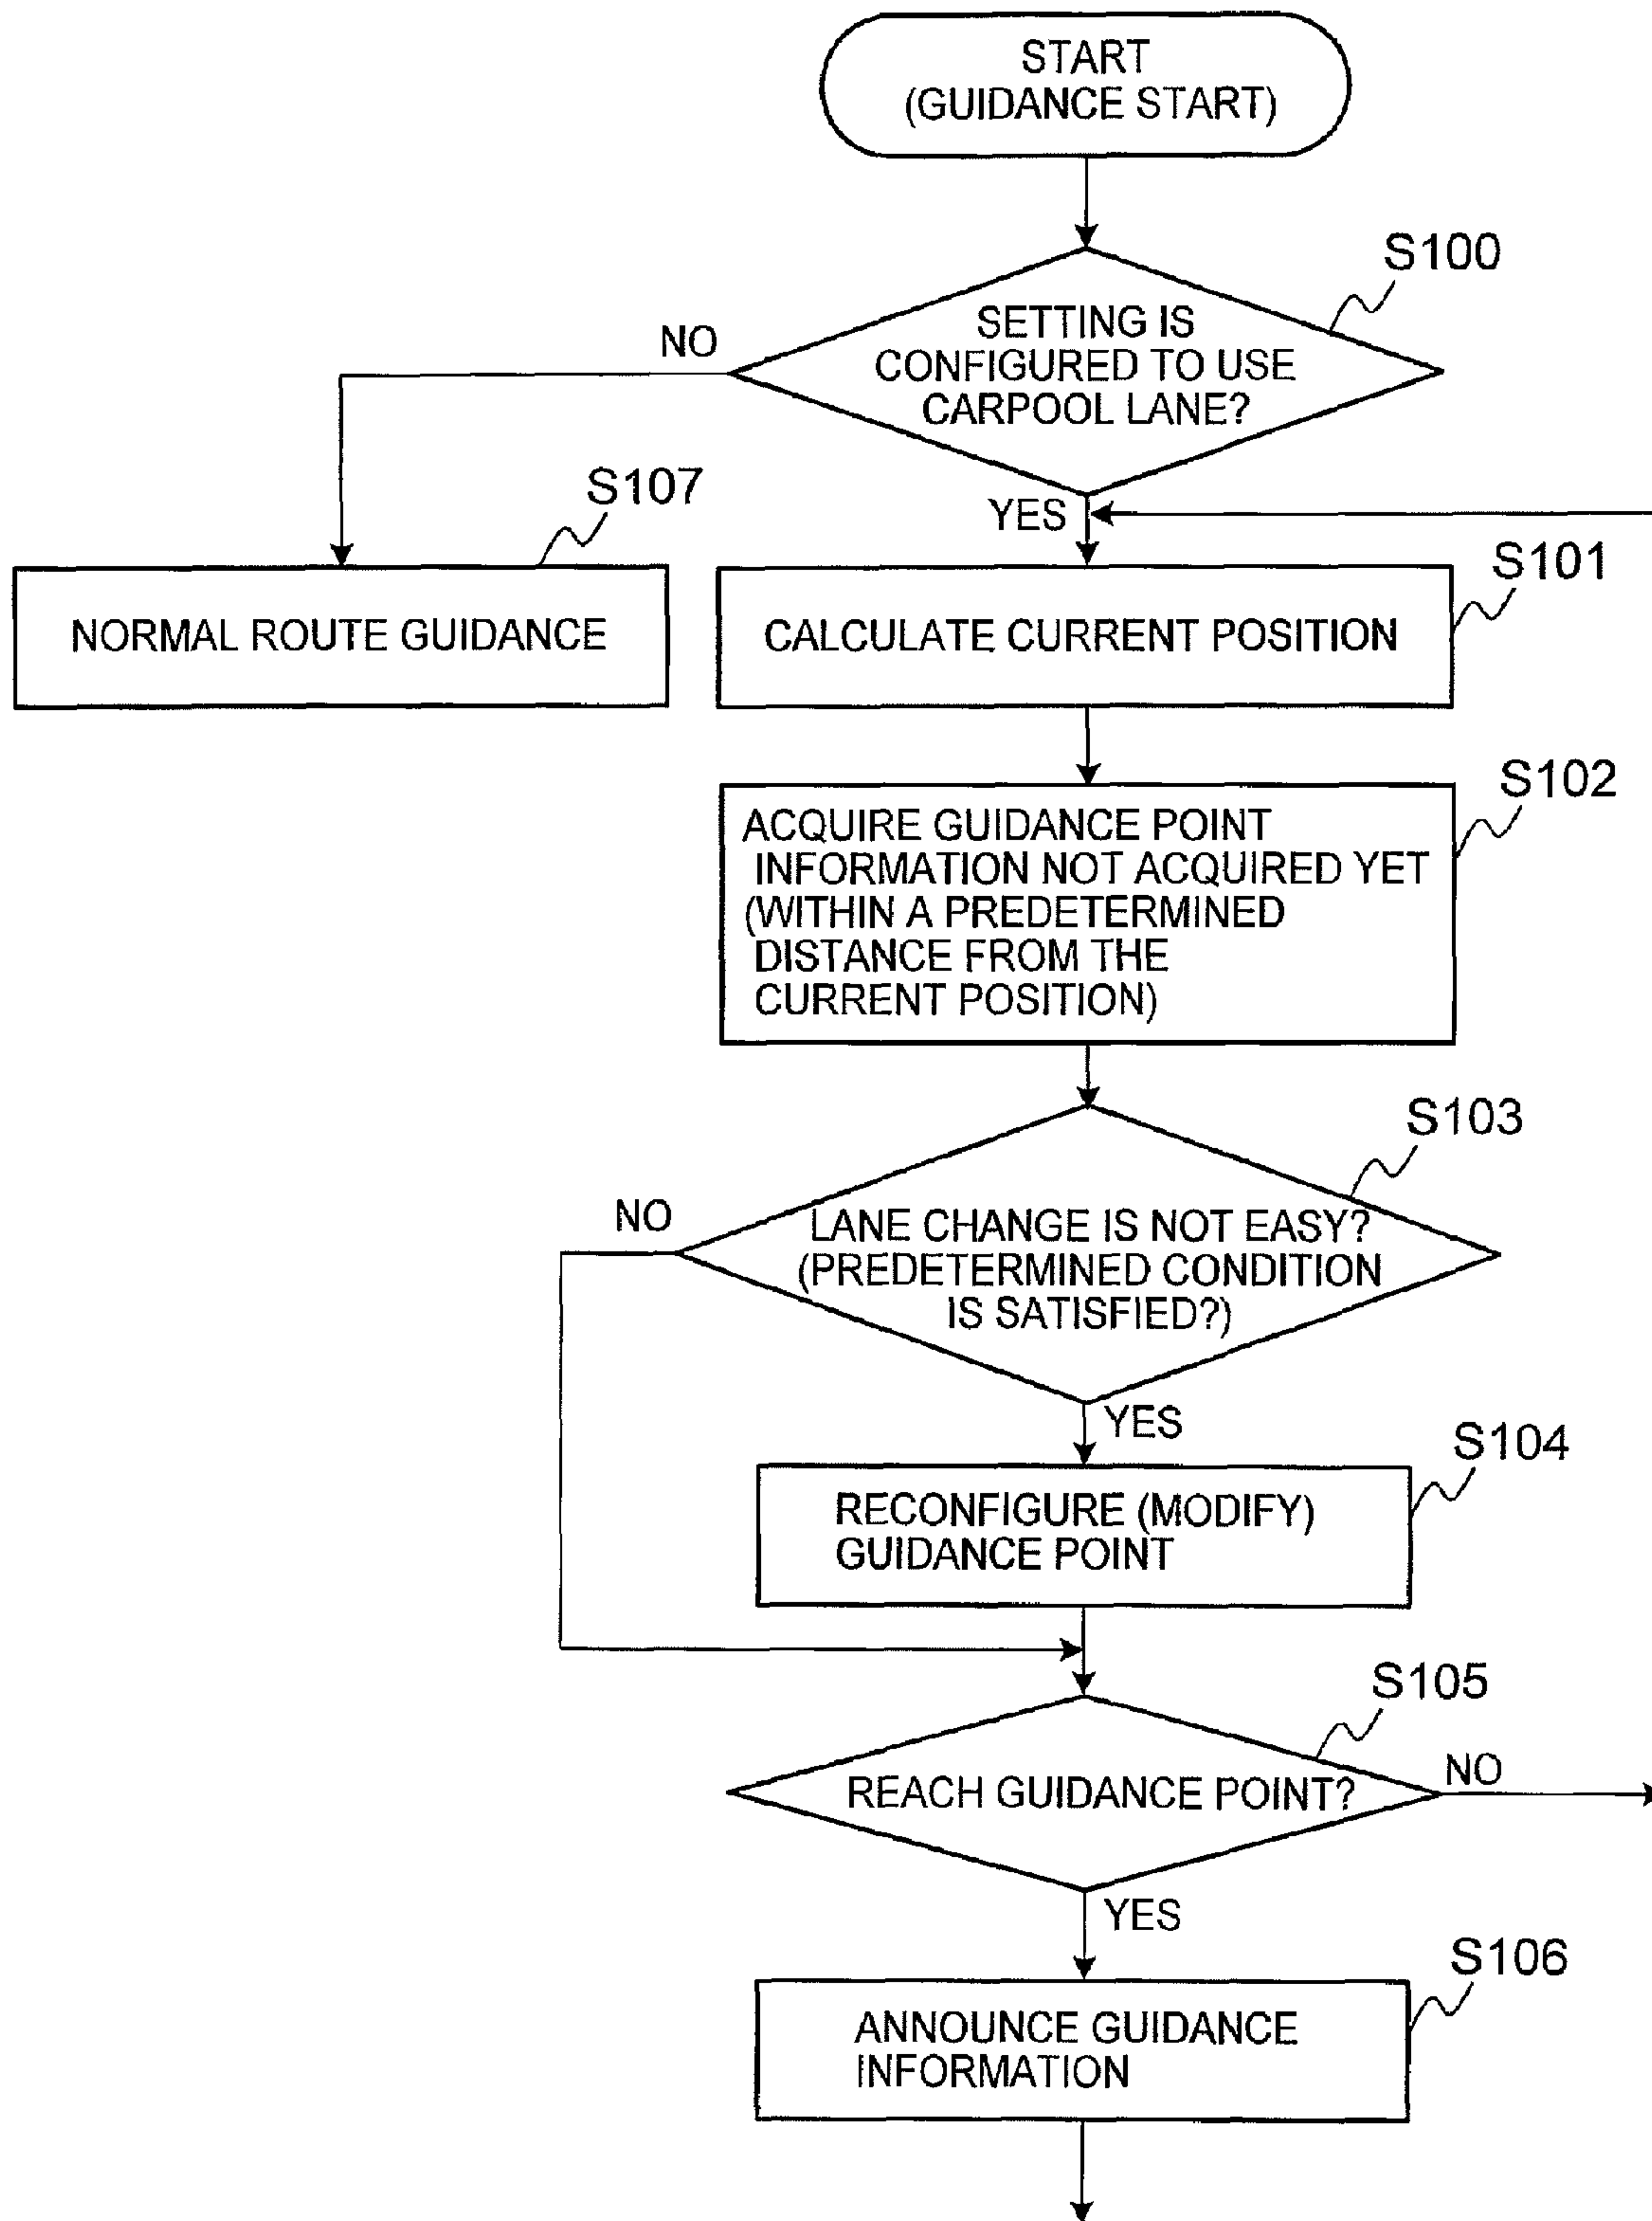 START
(GUIDANCE START)
S100
SETTING IS
CONFIGURED TO USE
CARPOOL LANE?
NO
YES
S107
NORMAL ROUTE GUIDANCE
S101
CALCULATE CURRENT POSITION
S102
ACQUIRE GUIDANCE POINT
INFORMATION NOT ACQUIRED YET
(WITHIN A PREDETERMINED
DISTANCE FROM THE
CURRENT POSITION)
S103
NO
LANE CHANGE IS NOT EASY?
(PREDETERMINED CONDITION
IS SATISFIED?)
YES
S104
RECONFIGURE (MODIFY)
GUIDANCE POINT
S105
REACH GUIDANCE POINT?
NO
YES
S106
ANNOUNCE GUIDANCE
INFORMATION